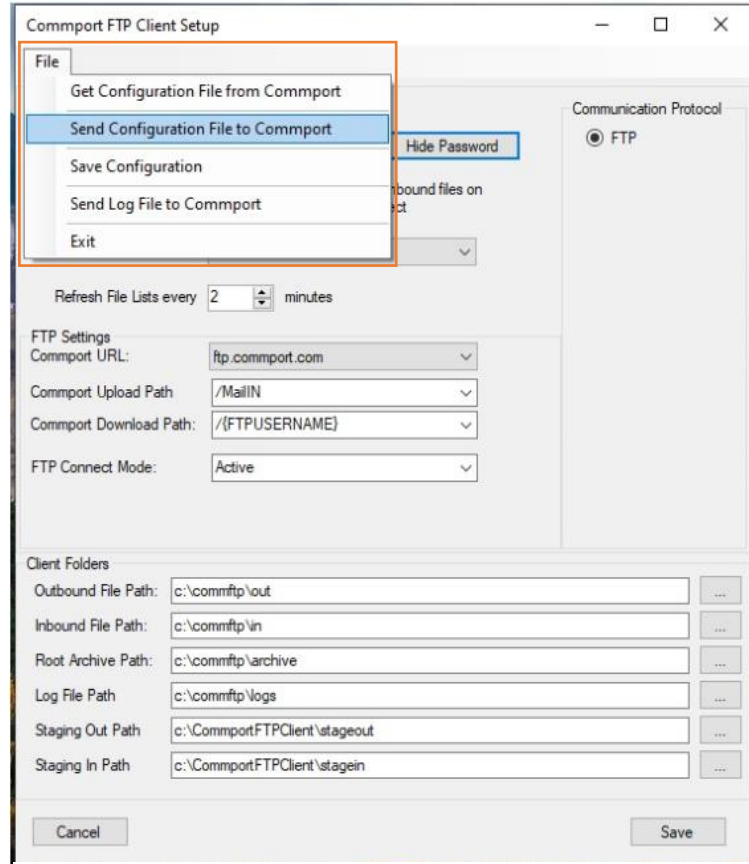 Commport FTP Client Setup
File
Get Configuration File from Commport
Send Configuration File to Commport
Save Configuration
Send Log File to Commport
Exit
Communication Protocol
FTP
Hide Password
bound files on
Refresh File Lists every 2 minutes
FTP Settings
Commport URL: ftp.commport.com
Commport Upload Path /MailIN
Commport Download Path: /{FTPUSERNAME}
FTP Connect Mode: Active
Client Folders
Outbound File Path: c:\commftp\out ...
Inbound File Path: c:\commftp\in ...
Root Archive Path: c:\commftp\archive ...
Log File Path c:\commftp\logs ...
Staging Out Path c:\CommportFTPClient\stageout ...
Staging In Path c:\CommportFTPClient\stagein ...
Cancel Save